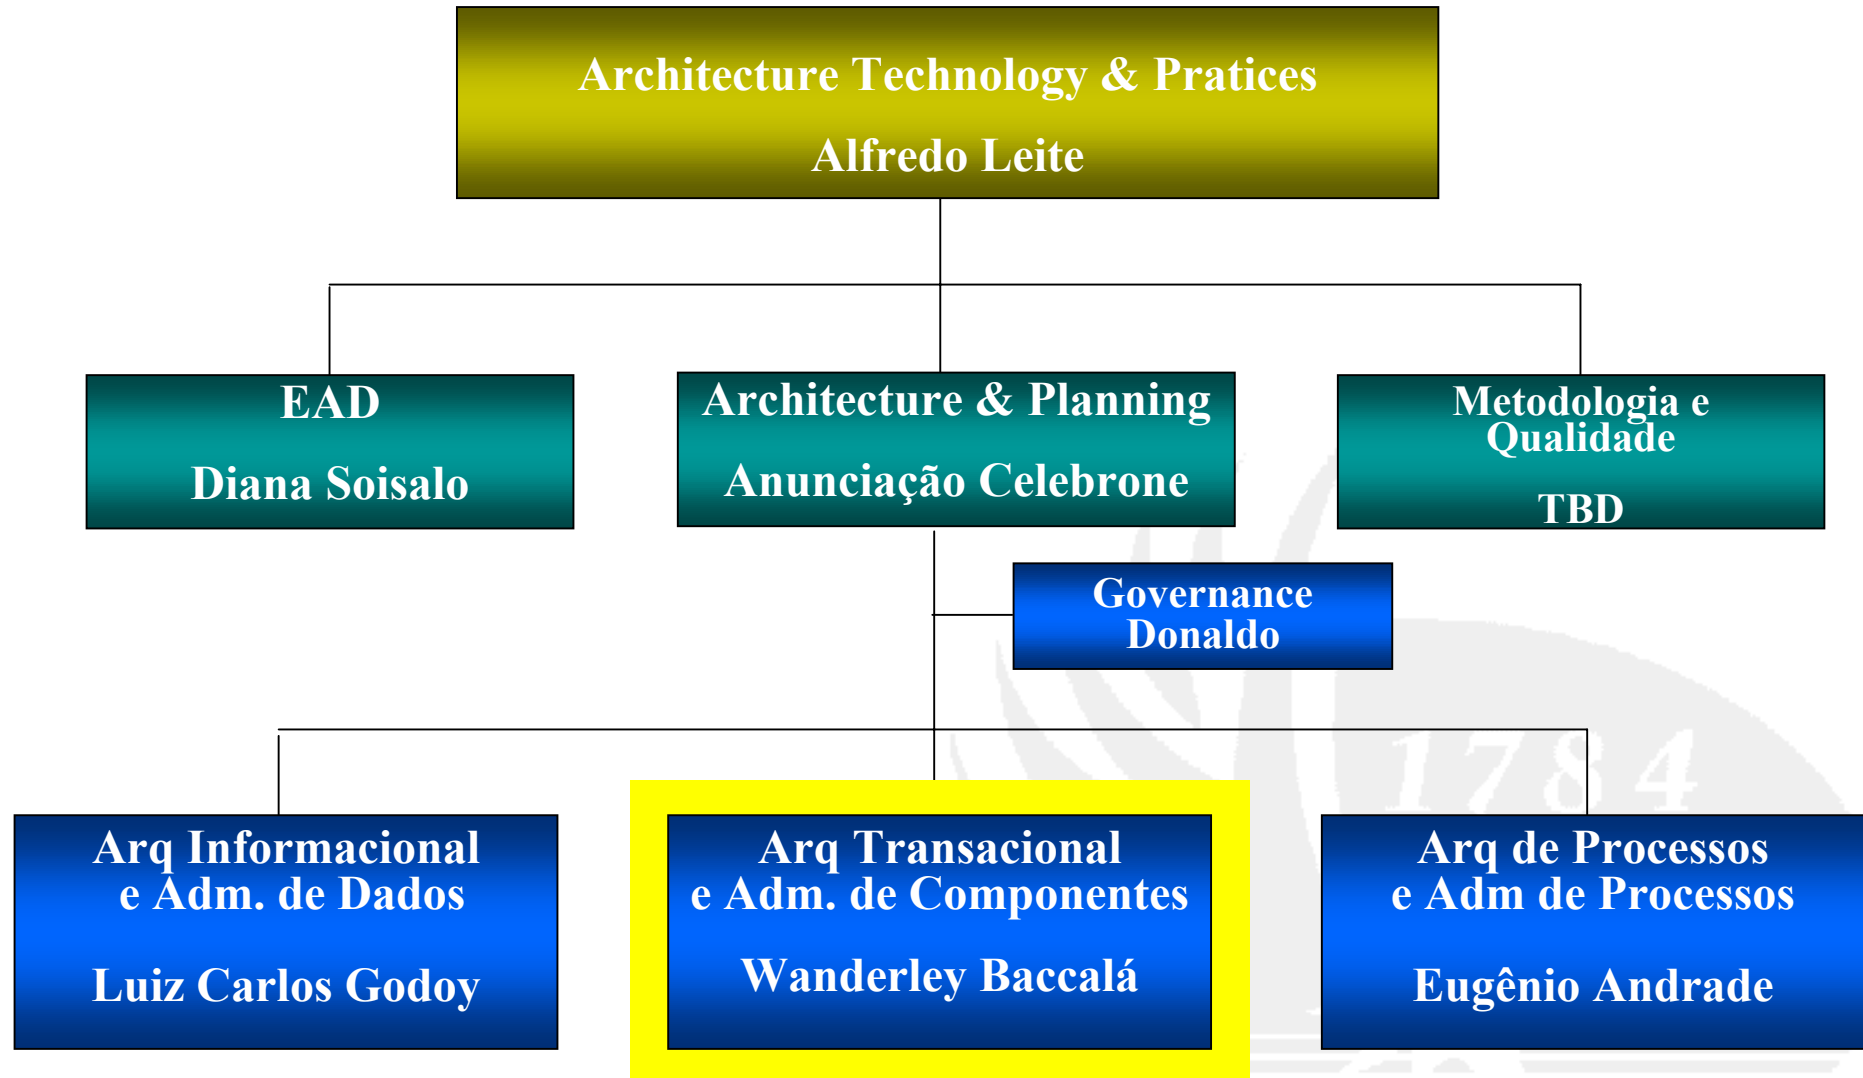 Architecture Technology & Pratices
Alfredo Leite
EAD
Diana Soisalo
Architecture & Planning
Anunciação Celebrone
Metodologia e
Qualidade
TBD
Governance
Donaldo
1784
Arq Informacional
e Adm. de Dados
Luiz Carlos Godoy
Arq Transacional
e Adm. de Componentes
Wanderley Baccalá
Arq de Processos
e Adm de Processos
Eugênio Andrade